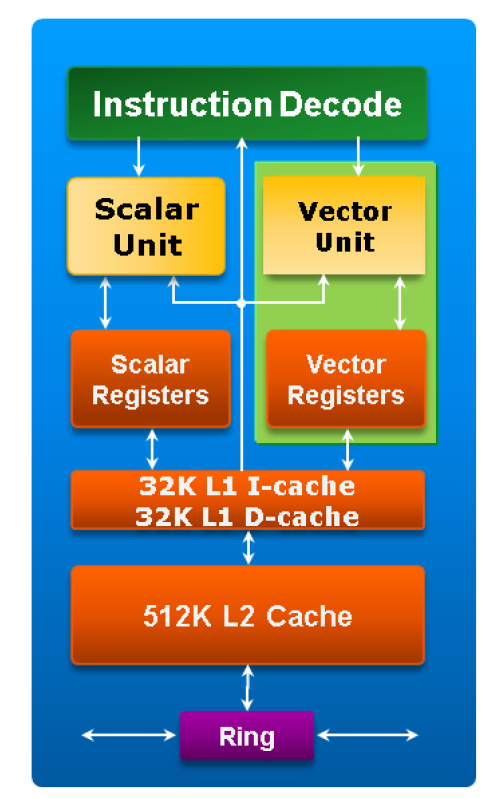 Instruction Decode
Scalar
Unit
Vector
Unit
Scalar
Registers
Vector
Registers
32K L1 I-cache
32K L1 D-cache
512K L2 Cache
Ring